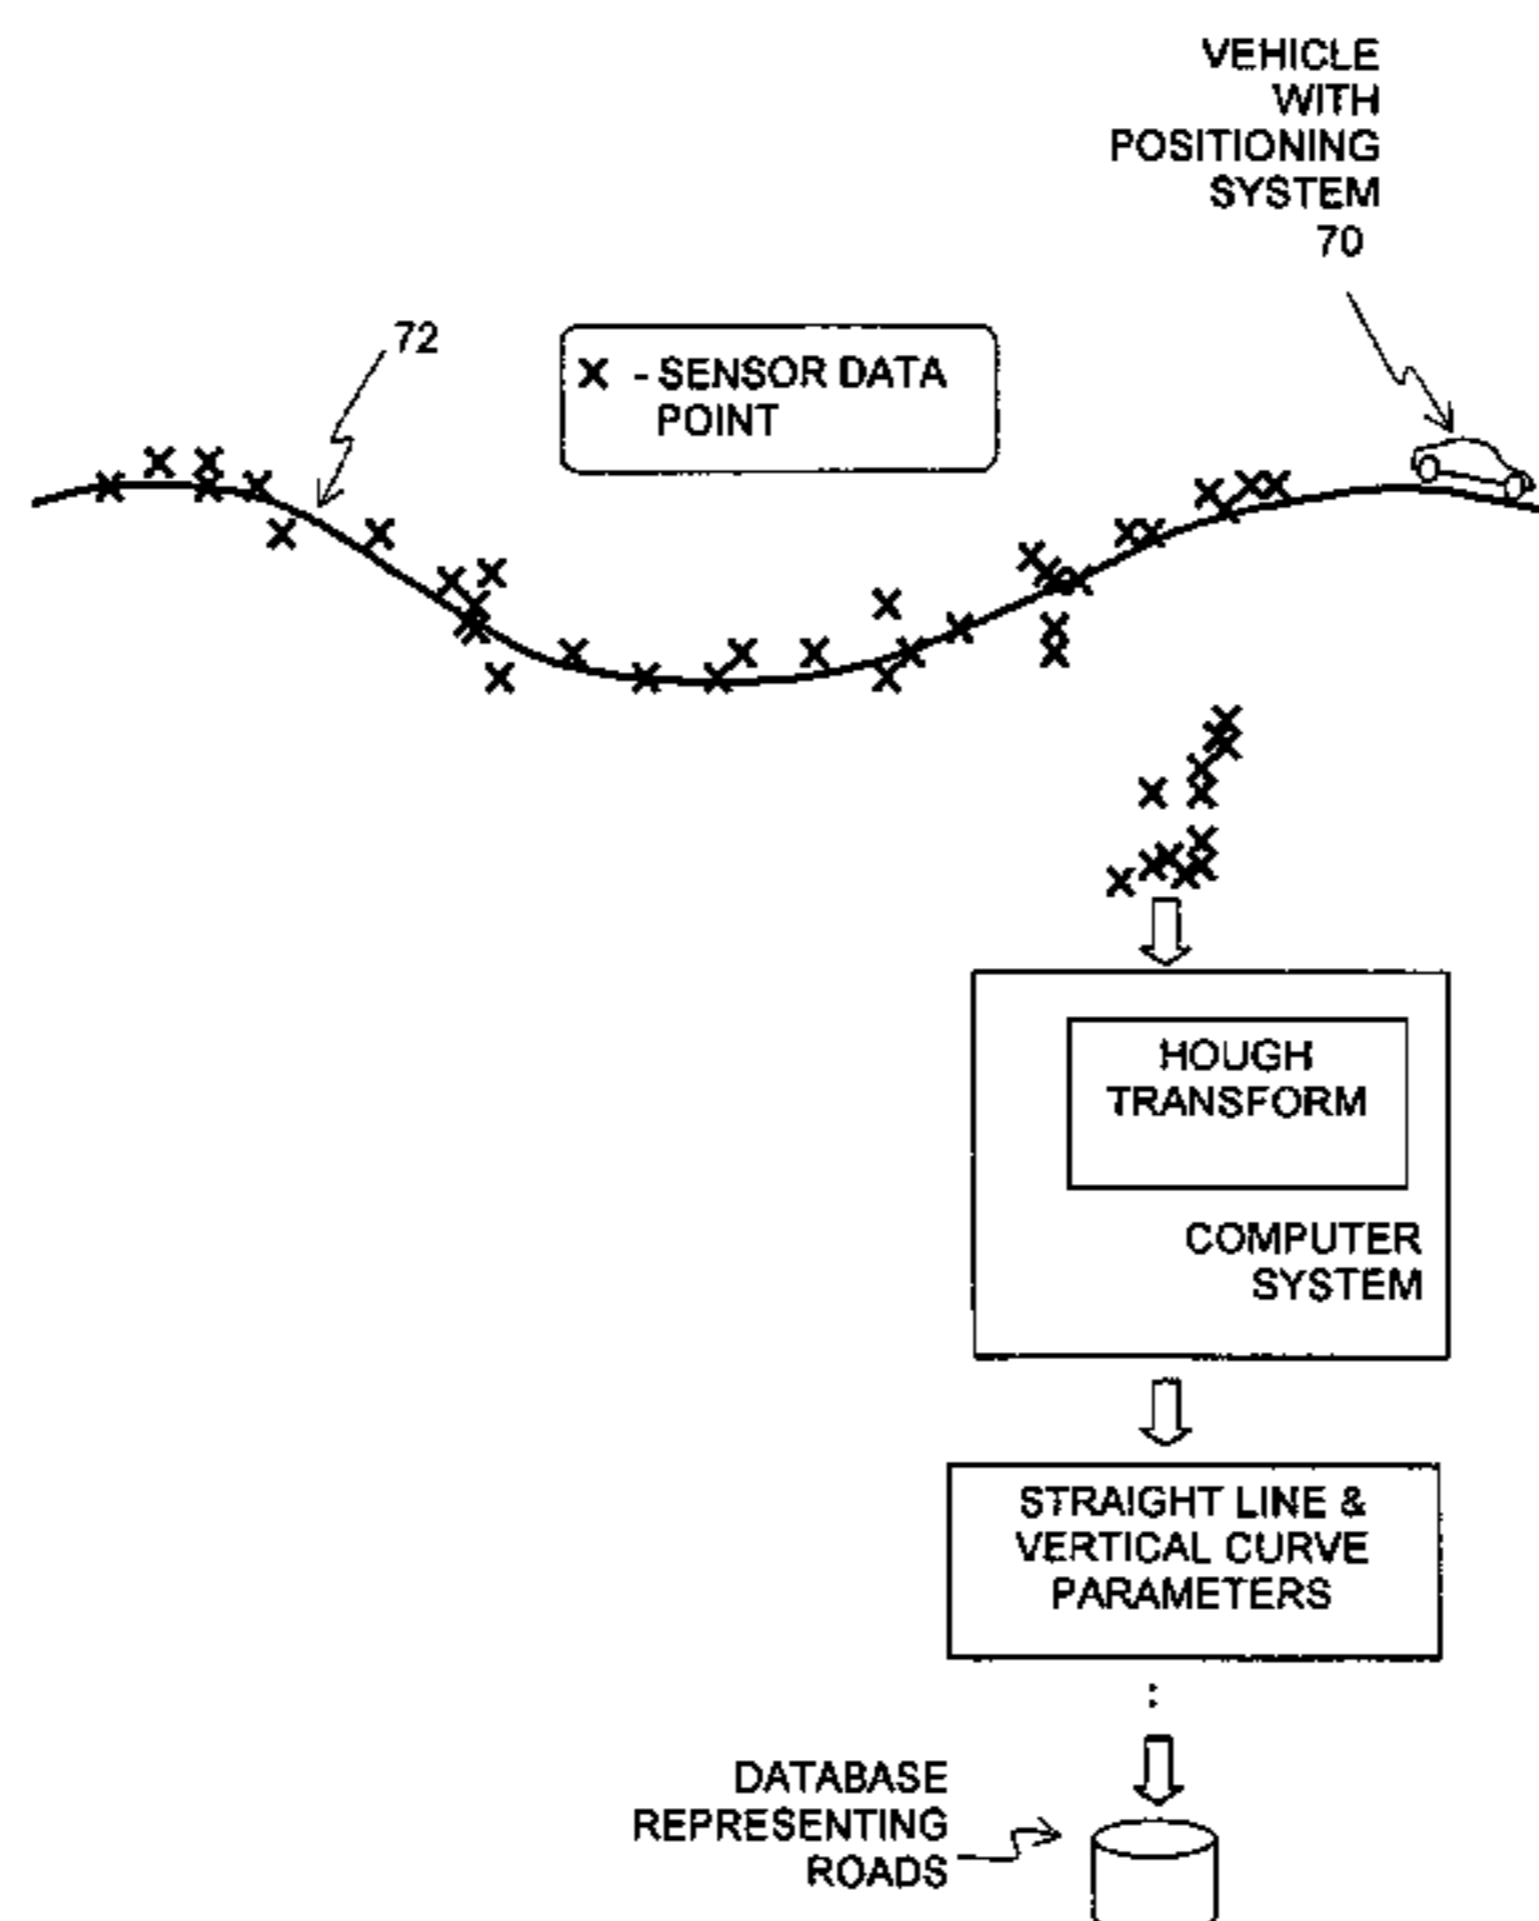 VEHICLE
WITH
POSITIONING
SYSTEM
70
72
X - SENSOR DATA
POINT
HOUGH
TRANSFORM
COMPUTER
SYSTEM
STRAIGHT LINE &
VERTICAL CURVE
PARAMETERS
:
DATABASE
REPRESENTING
ROADS